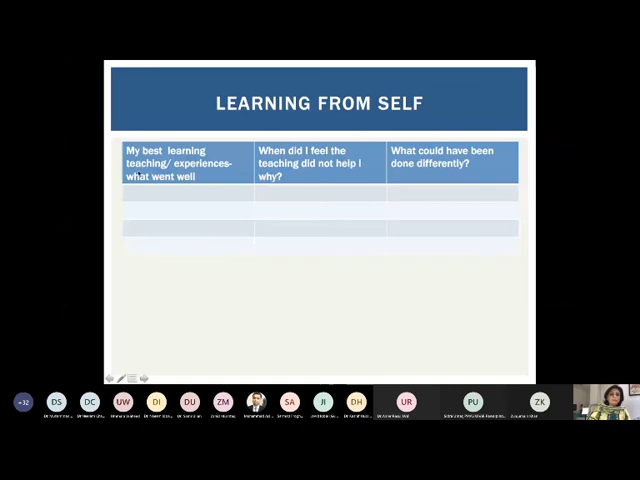 LEARNING FROM SELF
My best learning
teaching/ experiences-
what went well
When did I feel the
teaching did not help I
why?
What could have been
done differently?
+32
DS
DC
UW
DI
DU
ZM
SA
JI
DH
UR
PU
ZK